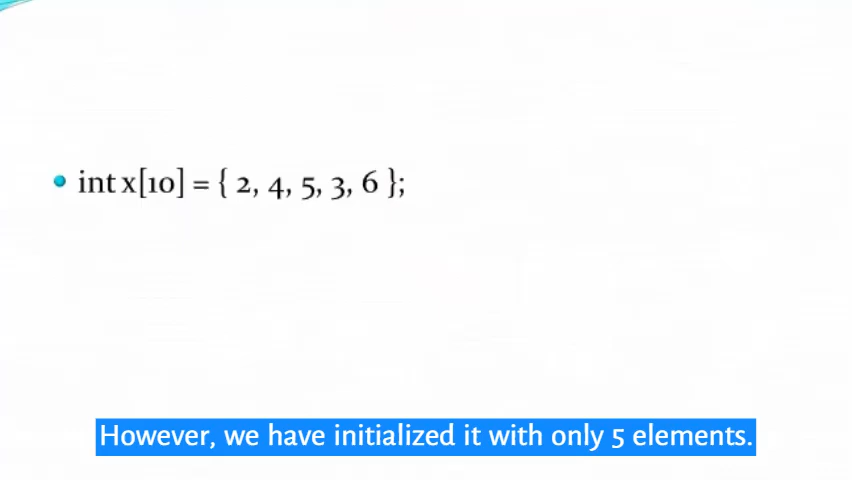 int x[10] = { 2, 4, 5, 3, 6 };
However, we have initialized it with only 5 elements.